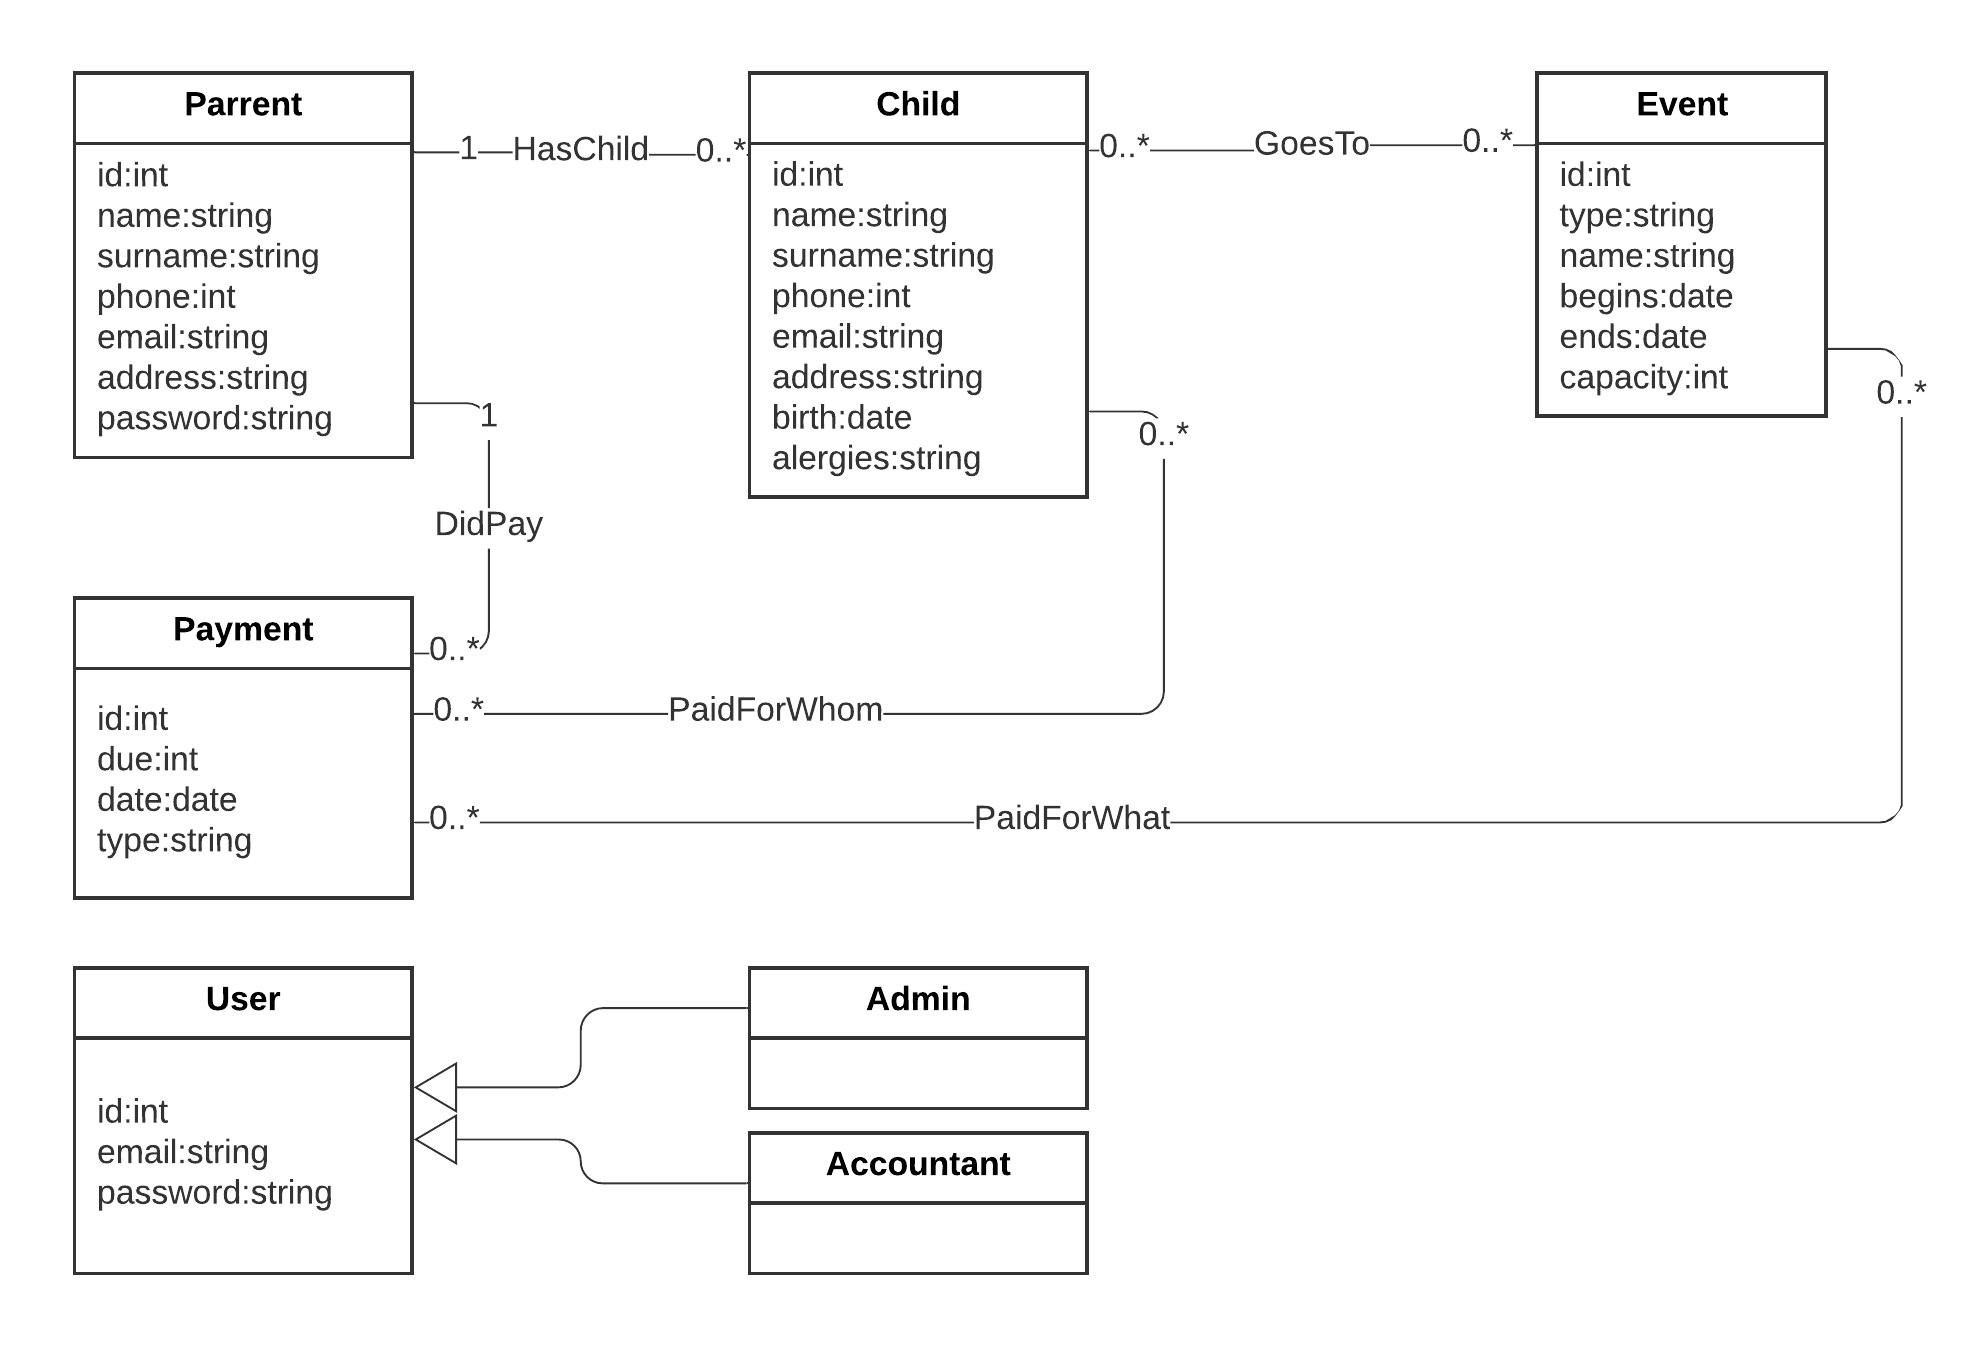 Parrent
id:int
name:string
surname:string
phone:int
email:string
address:string
password:string
1 HasChild 0..*
Child
id:int
name:string
surname:string
phone:int
email:string
address:string
birth:date
alergies:string
0..* GoesTo 0..*
Event
id:int
type:string
name:string
begins:date
ends:date
capacity:int
1
DidPay
0..*
Payment
id:int
due:int
date:date
type:string
0..*
0..* PaidForWhom
0..*
0..* PaidForWhat
User
id:int
email:string
password:string
Admin
Accountant